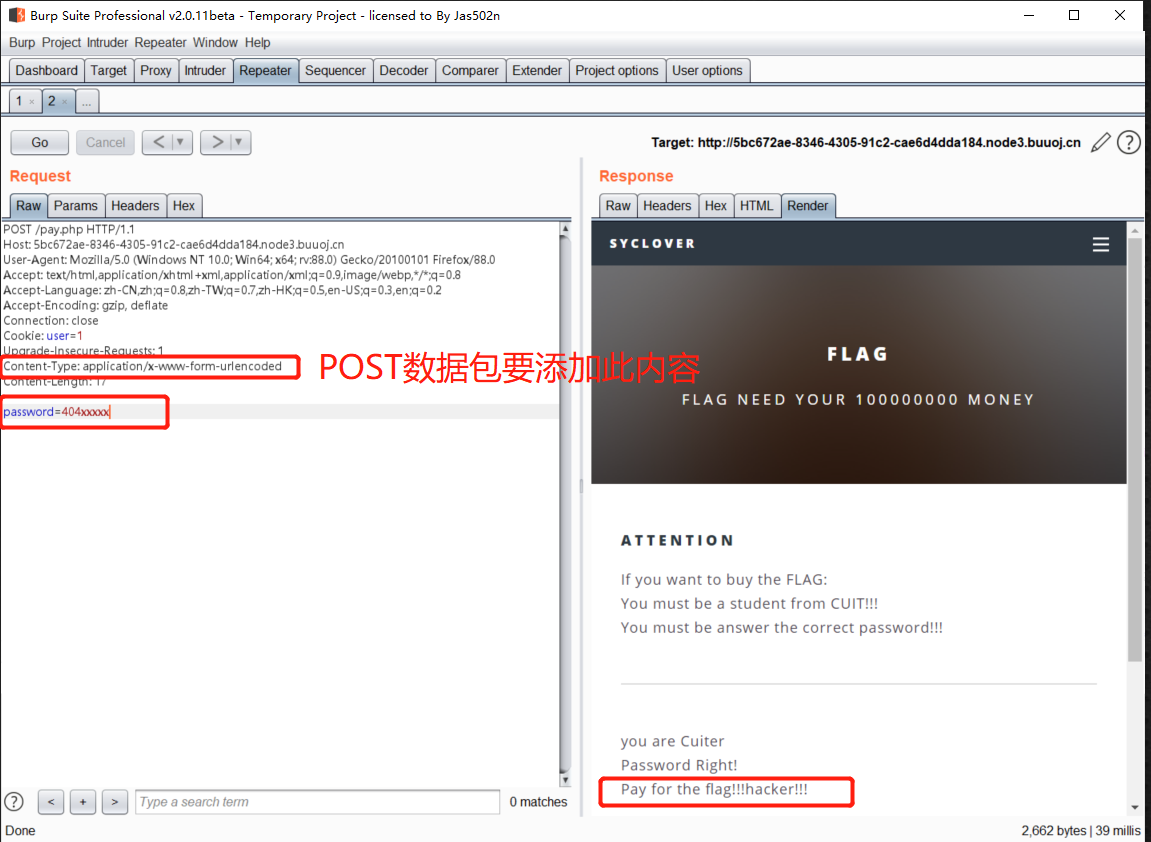 Burp Suite Professional v2.0.11beta - Temporary Project - licensed to By Jas502n
Burp Project Intruder Repeater Window Help
Dashboard Target Proxy Intruder Repeater Sequencer Decoder Comparer Extender Project options User options
1 × 2 × ...
Go Cancel < ▼ > ▼ Target: http://5bc672ae-8346-4305-91c2-cae6d4dda184.node3.buuoj.cn ?
Request
Raw Params Headers Hex
POST /pay.php HTTP/1.1
Host: 5bc672ae-8346-4305-91c2-cae6d4dda184.node3.buuoj.cn
User-Agent: Mozilla/5.0 (Windows NT 10.0; Win64; x64; rv:88.0) Gecko/20100101 Firefox/88.0
Accept: text/html,application/xhtml+xml,application/xml;q=0.9,image/webp,*/*;q=0.8
Accept-Language: zh-CN,zh;q=0.8,zh-TW;q=0.7,zh-HK;q=0.5,en-US;q=0.3,en;q=0.2
Accept-Encoding: gzip, deflate
Connection: close
Cookie: user=1
Upgrade-Insecure-Requests: 1
Content-Type: application/x-www-form-urlencoded
POST数据包要添加此内容
Content-Length: 17
password=404xxxxx
? < + > Type a search term 0 matches
Response
Raw Headers Hex HTML Render
SYCLOVER
FLAG
FLAG NEED YOUR 100000000 MONEY
ATTENTION
If you want to buy the FLAG:
You must be a student from CUIT!!!
You must be answer the correct password!!!
you are Cuiter
Password Right!
Pay for the flag!!!hacker!!!
Done
2,662 bytes | 39 millis